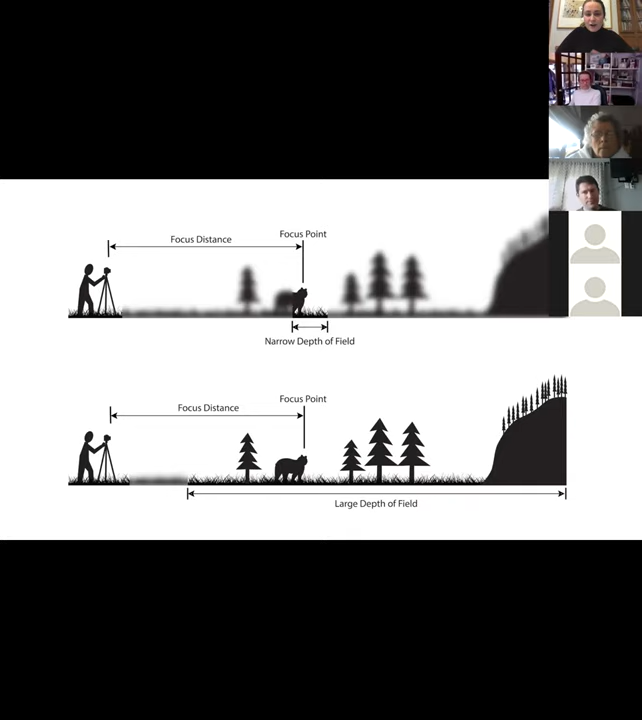 Focus Distance
Focus Point
Narrow Depth of Field
Focus Distance
Focus Point
Large Depth of Field